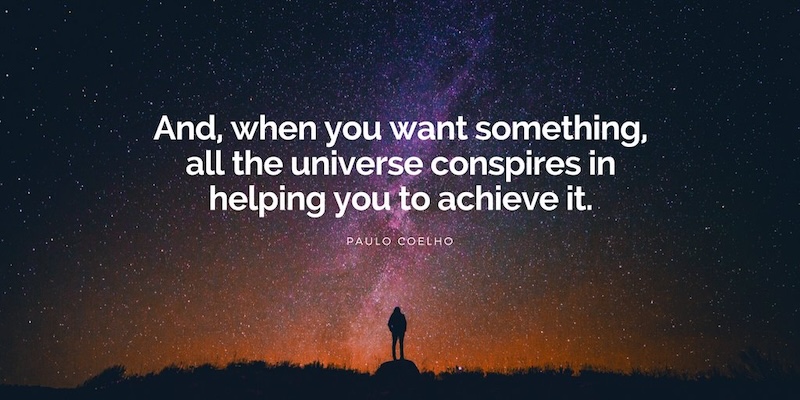 And, when you want something,
all the universe conspires in
helping you to achieve it.
PAULO COELHO